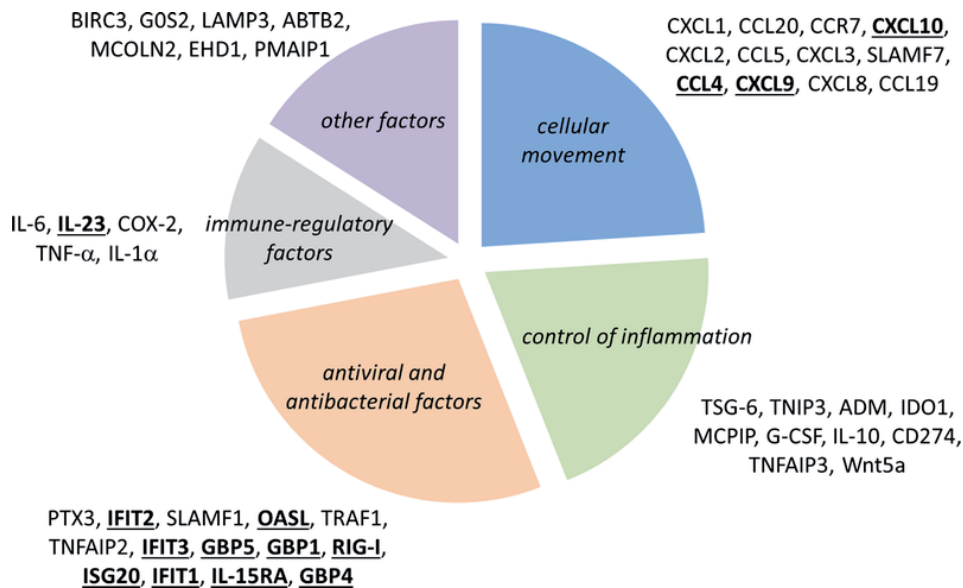 BIRC3, G0S2, LAMP3, ABTB2,
MCOLN2, EHD1, PMAIP1
other factors
CXCL1, CCL20, CCR7, CXCL10,
CXCL2, CCL5, CXCL3, SLAMF7,
CCL4, CXCL9, CXCL8, CCL19
cellular
movement
IL-6, IL-23, COX-2,
TNF-α, IL-1α
immune-regulatory
factors
control of inflammation
TSG-6, TNIP3, ADM, IDO1,
MCPIP, G-CSF, IL-10, CD274,
TNFAIP3, Wnt5a
antiviral and
antibacterial factors
PTX3, IFIT2, SLAMF1, OASL, TRAF1,
TNFAIP2, IFIT3, GBP5, GBP1, RIG-I,
ISG20, IFIT1, IL-15RA, GBP4